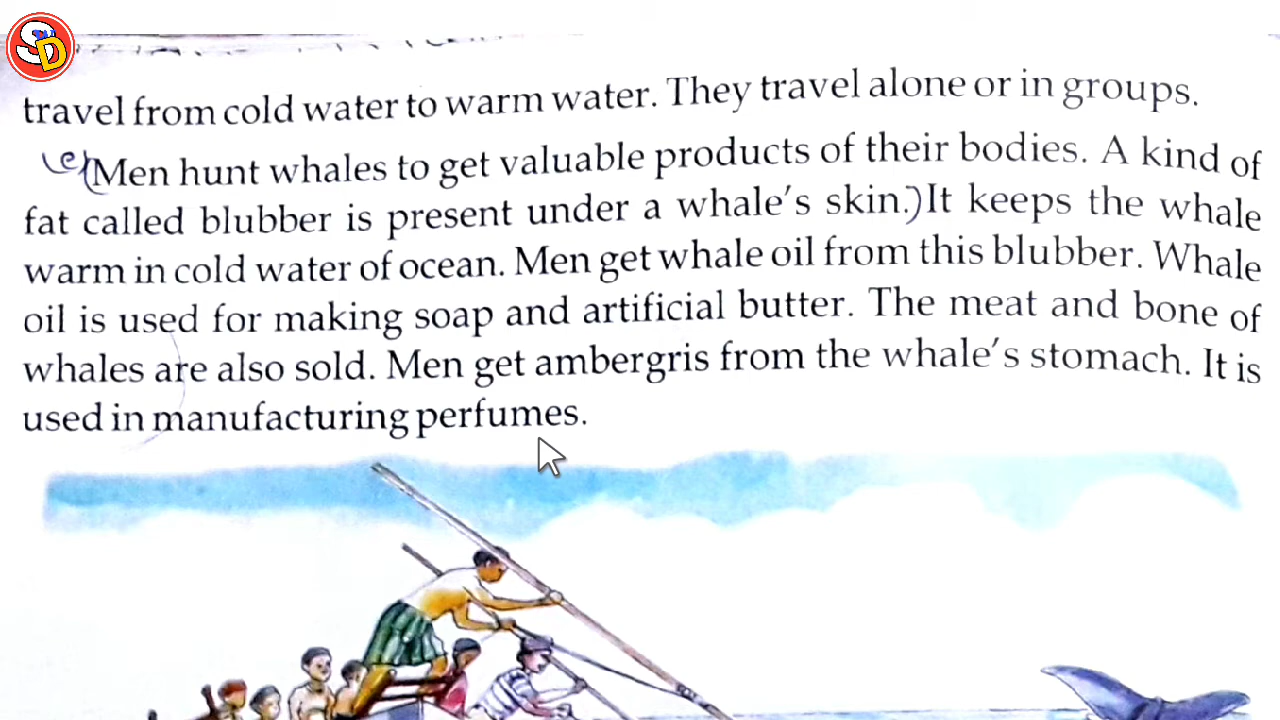 SD
travel from cold water to warm water. They travel alone or in groups.
Men hunt whales to get valuable products of their bodies. A kind of
fat called blubber is present under a whale's skin.) It keeps the whale
warm in cold water of ocean. Men get whale oil from this blubber. Whale
oil is used for making soap and artificial butter. The meat and bone of
whales are also sold. Men get ambergris from the whale's stomach. It is
used in manufacturing perfumes.